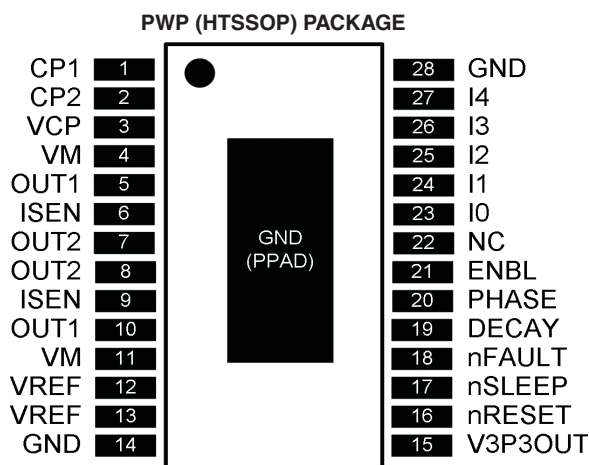 PWP (HTSSOP) PACKAGE
CP1 1 28 GND
CP2 2 27 I4
VCP 3 26 I3
VM 4 25 I2
OUT1 5 24 I1
ISEN 6 23 I0
OUT2 7 22 NC
OUT2 8 21 ENBL
ISEN 9 20 PHASE
OUT1 10 19 DECAY
VM 11 18 nFAULT
VREF 12 17 nSLEEP
VREF 13 16 nRESET
GND 14 15 V3P3OUT
GND
(PPAD)